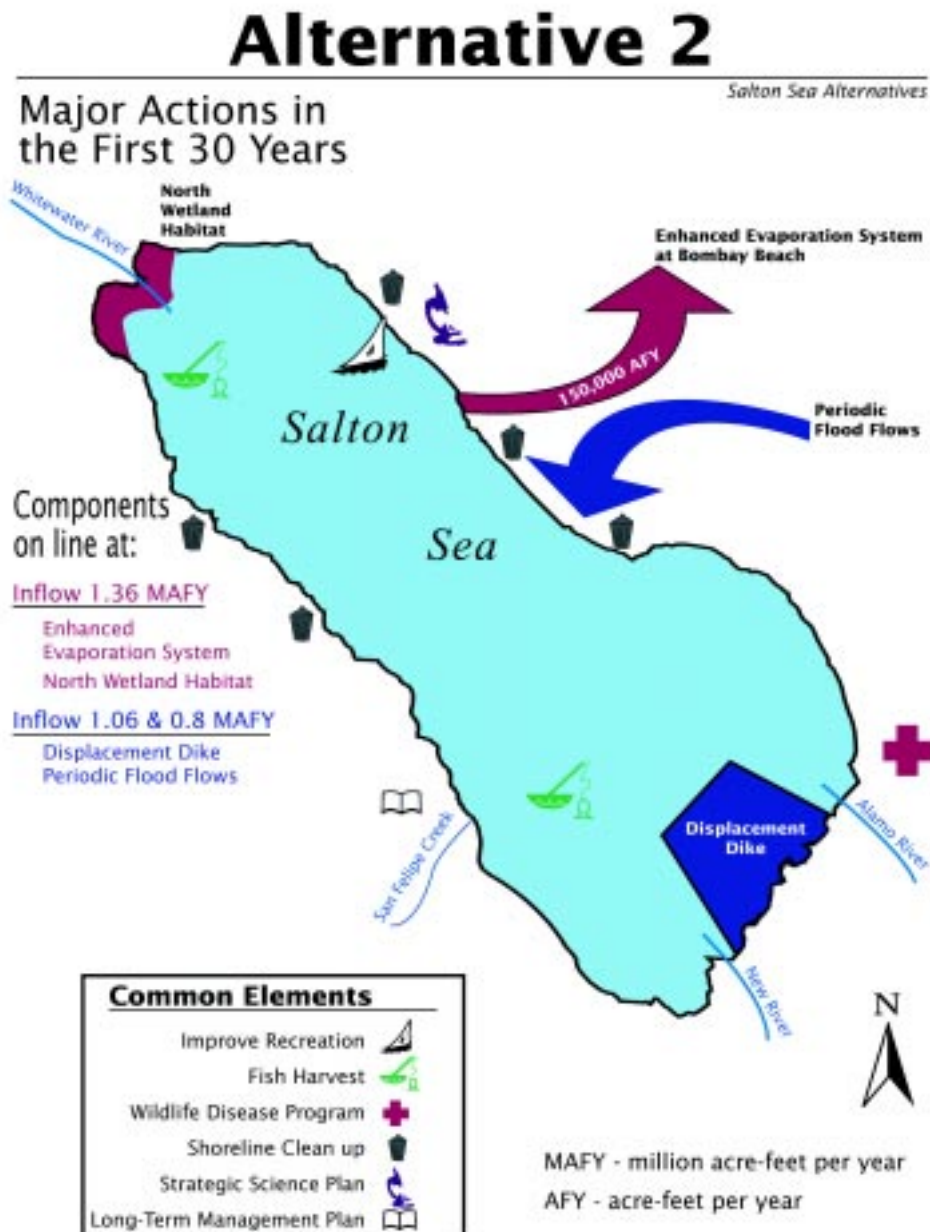 Alternative 2
Salton Sea Alternatives
Major Actions in
the First 30 Years
Whitewater River
North
Wetland
Habitat
Enhanced Evaporation System
at Bombay Beach
150,000 AFY
Periodic
Flood Flows
Salton
Sea
Components
on line at:
Inflow 1.36 MAFY
Enhanced
Evaporation System
North Wetland Habitat
Inflow 1.06 & 0.8 MAFY
Displacement Dike
Periodic Flood Flows
San Felipe Creek
Displacement
Dike
Alamo River
New River
Common Elements
Improve Recreation
Fish Harvest
Wildlife Disease Program
Shoreline Clean up
Strategic Science Plan
Long-Term Management Plan
N
MAFY - million acre-feet per year
AFY - acre-feet per year